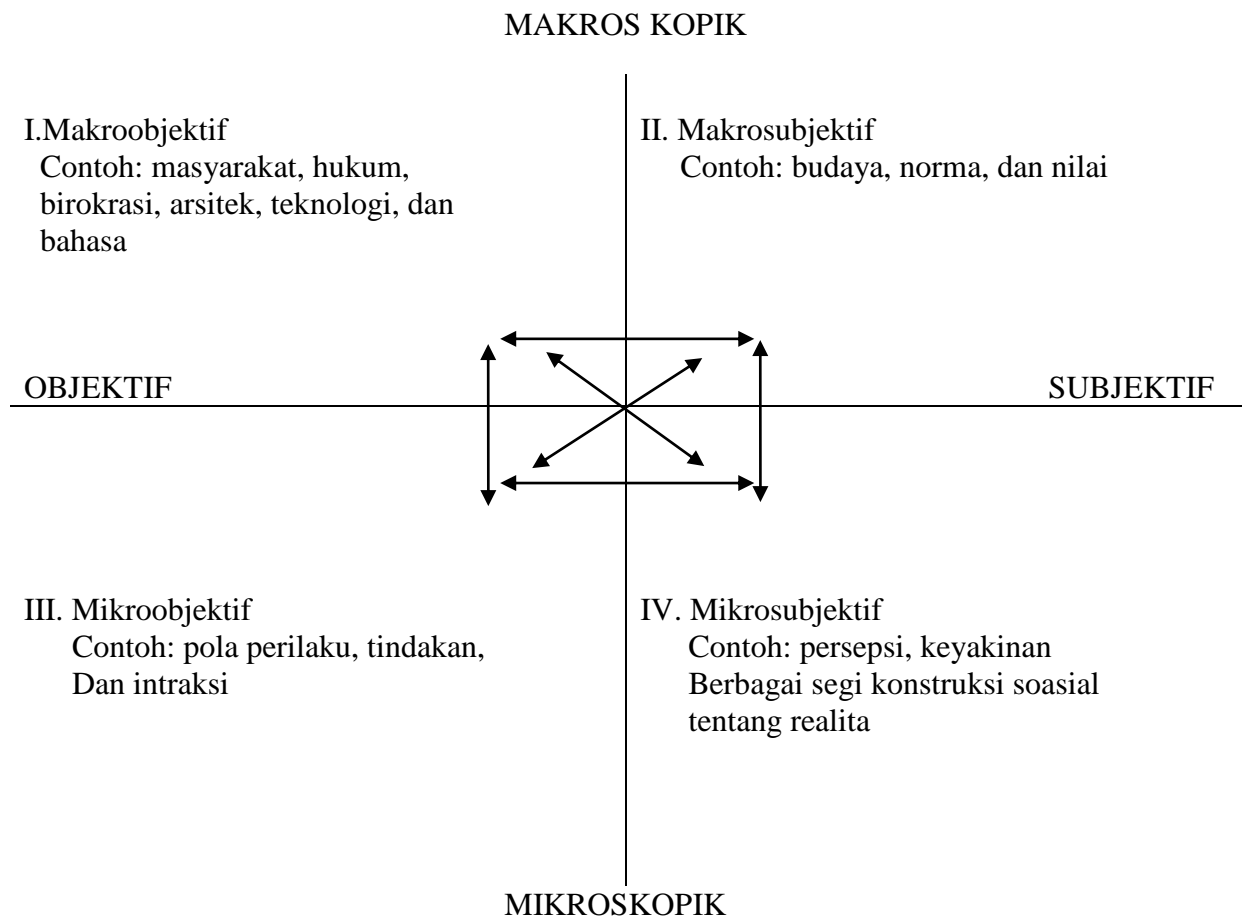 MAKROS KOPIK
I.Makroobjektif
Contoh: masyarakat, hukum,
birokrasi, arsitek, teknologi, dan
bahasa
II. Makrosubjektif
Contoh: budaya, norma, dan nilai
OBJEKTIF
SUBJEKTIF
III. Mikroobjektif
Contoh: pola perilaku, tindakan,
Dan intraksi
IV. Mikrosubjektif
Contoh: persepsi, keyakinan
Berbagai segi konstruksi soasial
tentang realita
MIKROSKOPIK